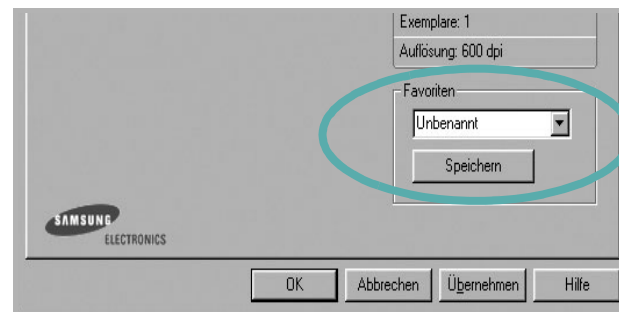 Exemplare: 1
Auflösung: 600 dpi
Favoriten
Unbenannt
Speichern
SAMSUNG
ELECTRONICS
OK
Abbrechen
Übernehmen
Hilfe